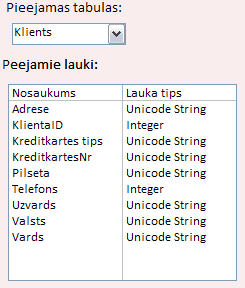 Pieejamas tabulas:
Klients
Peejamie lauki:
Nosaukums Lauka tips
Adrese Unicode String
KlientaID Integer
Kreditkartes tips Unicode String
KreditkartesNr Unicode String
Pilseta Unicode String
Telefons Integer
Uzvards Unicode String
Valsts Unicode String
Vards Unicode String